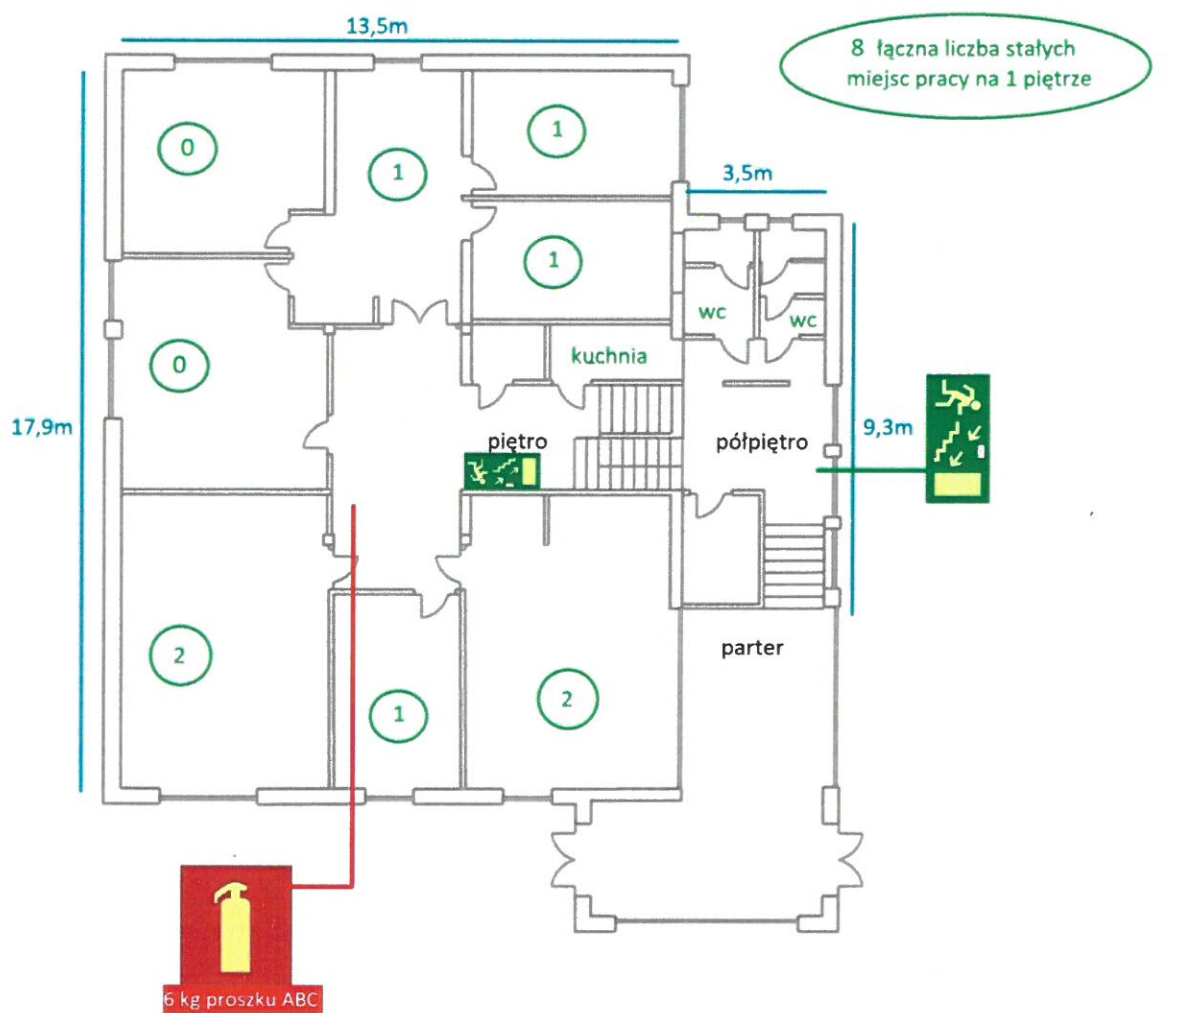 13,5m
8 łączna liczba stałych
miejsc pracy na 1 piętrze
0
1
1
3,5m
1
wc
wc
kuchnia
0
17,9m
piętro
półpiętro
9,3m
2
1
2
parter
6 kg proszku ABC